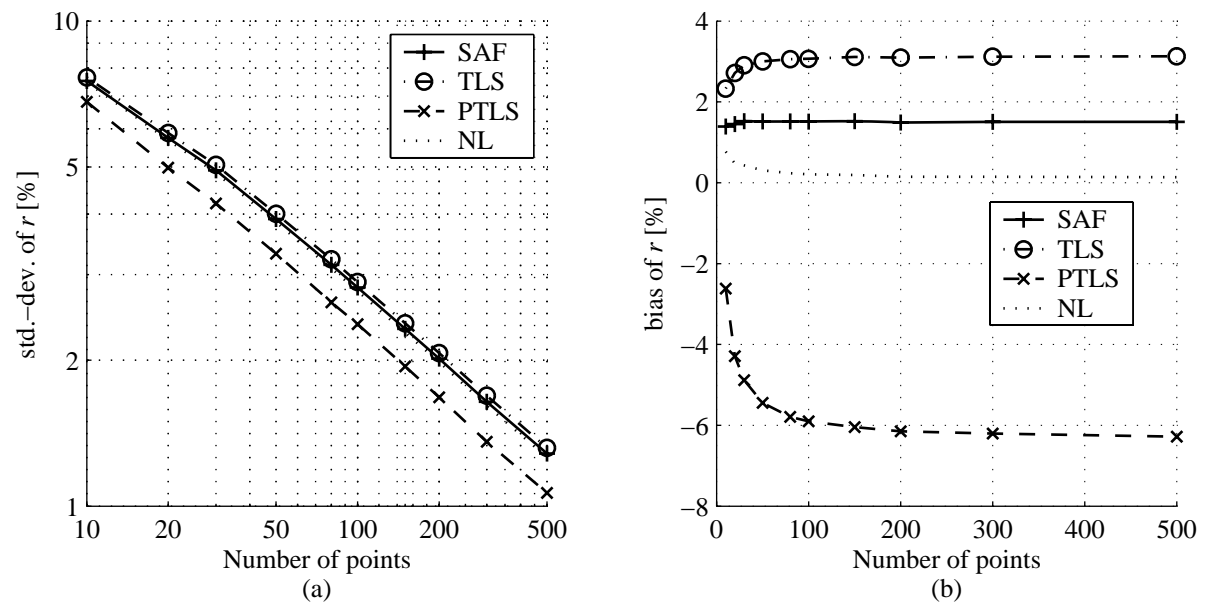 10
5
2
1
std.–dev. of r [%]
SAF
TLS
PTLS
NL
10 20 50 100 200 500
Number of points
(a)
4
2
0
−2
−4
−6
−8
bias of r [%]
SAF
TLS
PTLS
NL
0 100 200 300 400 500
Number of points
(b)